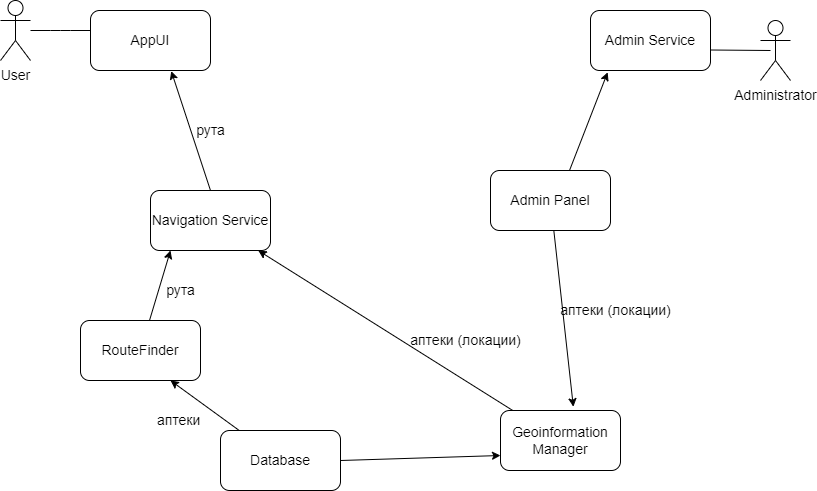 AppUI
Admin Service
User
Administrator
рута
Navigation Service
Admin Panel
рута
аптеки (локации)
аптеки (локации)
RouteFinder
аптеки
Geoinformation
Manager
Database